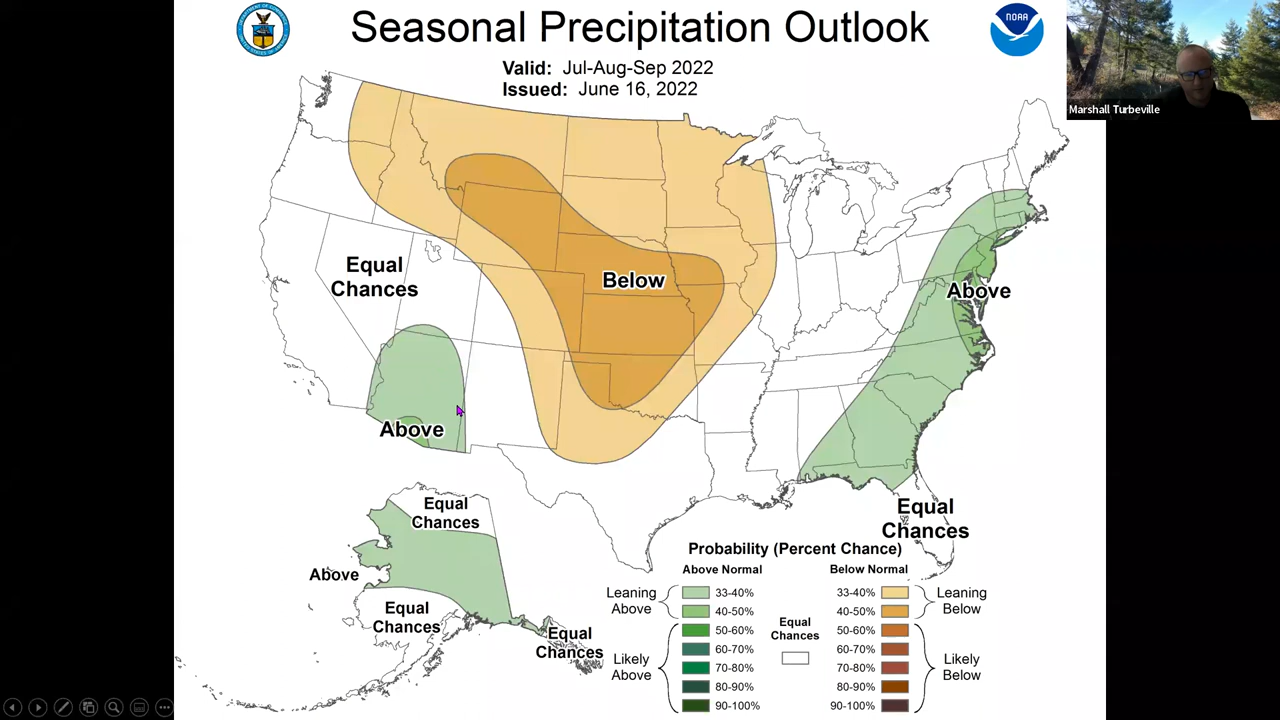 Seasonal Precipitation Outlook
NOAA
Valid: Jul-Aug-Sep 2022
Issued: June 16, 2022
Marshall Turbeville
Equal
Chances
Below
Above
Above
Equal
Chances
Equal
Chances
Above
Equal
Chances
Equal
Chances
Probability (Percent Chance)
Above Normal
Below Normal
Leaning
Above
33-40%
40-50%
50-60%
60-70%
70-80%
80-90%
90-100%
Likely
Above
Equal
Chances
33-40%
40-50%
50-60%
60-70%
70-80%
80-90%
90-100%
Leaning
Below
Likely
Below